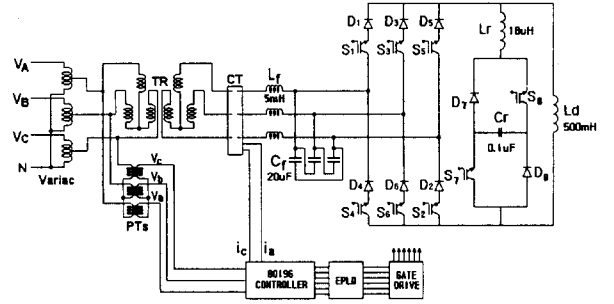 VA
VB
VC
N
Variac
TR
CT
Lf
5mH
Cf
20uF
Vc
Vb
Va
PTs
ic
ia
80196
CONTROLLER
EPLD
GATE
DRIVE
D1
D3
D5
S1
S3
S5
D4
D6
D2
S4
S6
S2
Lr
18uH
D7
S8
Cr
0.1uF
S7
D8
Ld
500mH